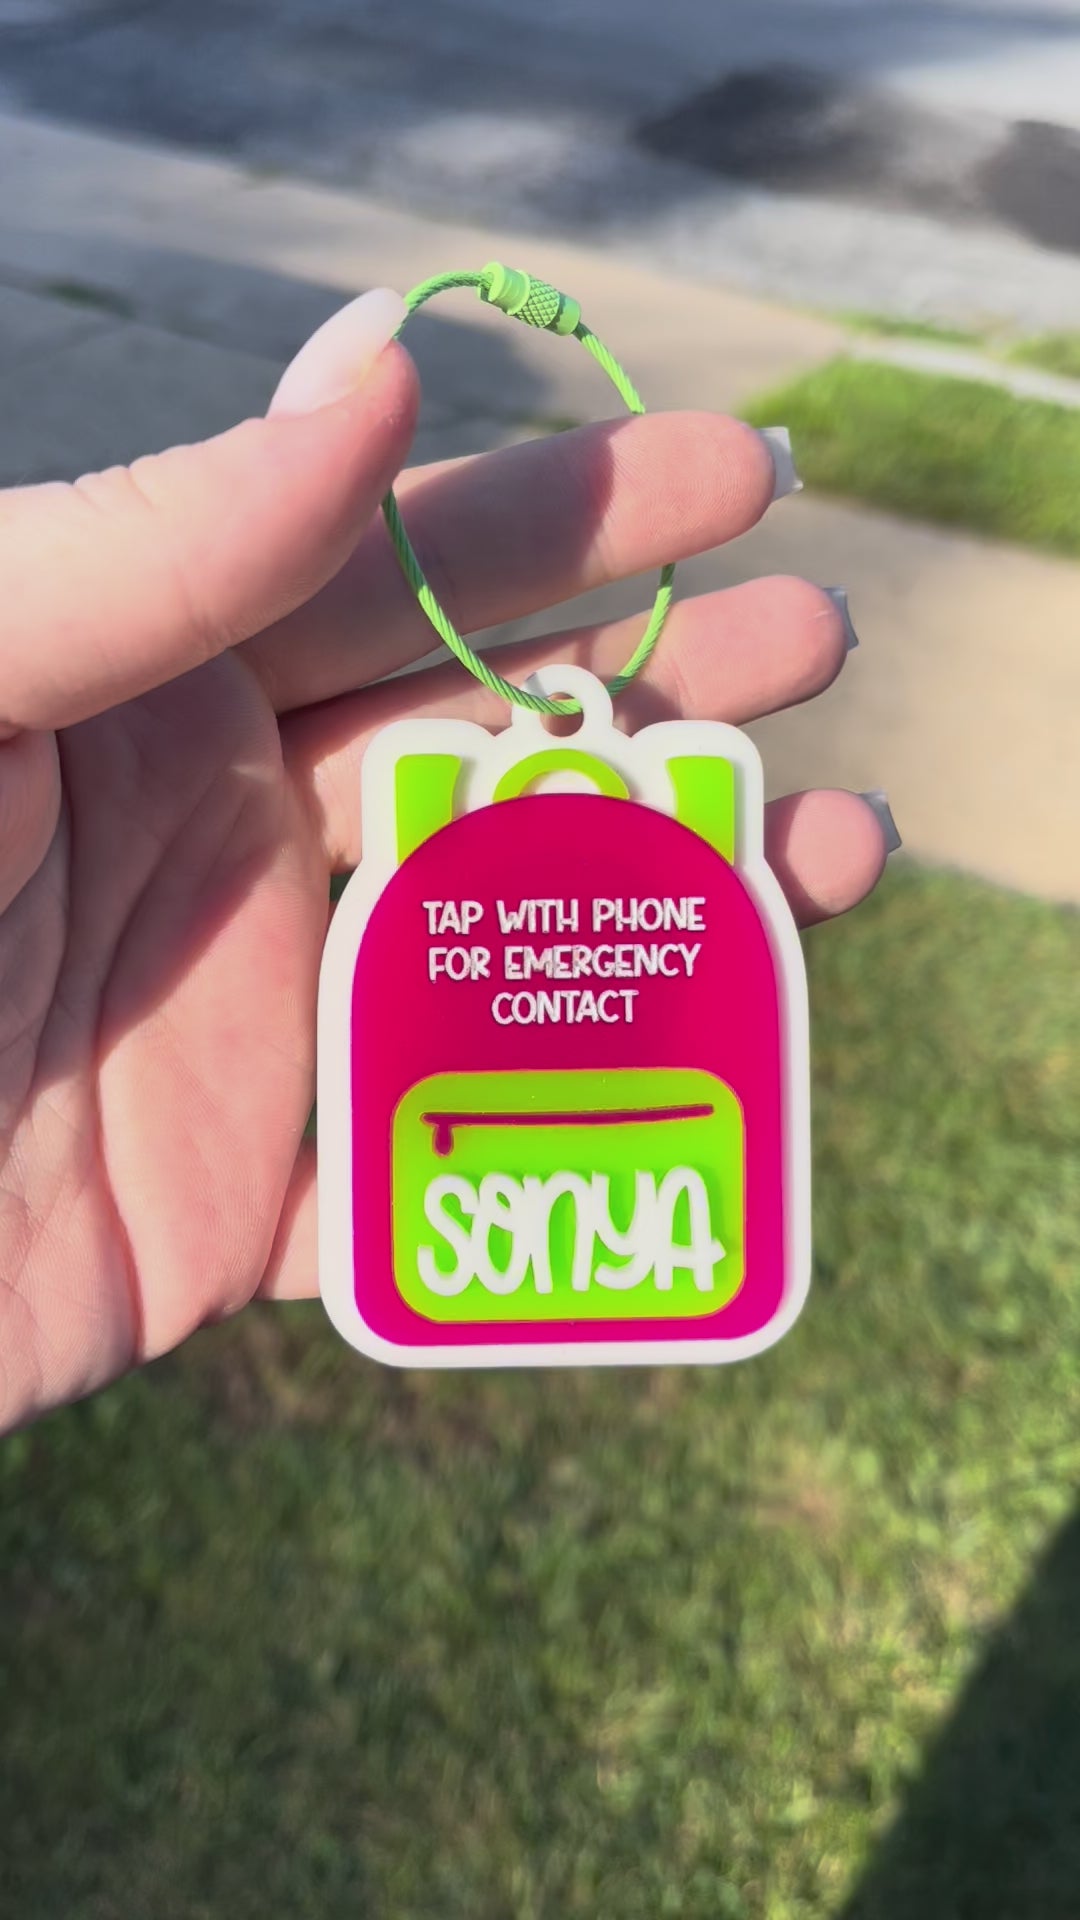 TAP WITH PHONE
FOR EMERGENCY
CONTACT
SONYA